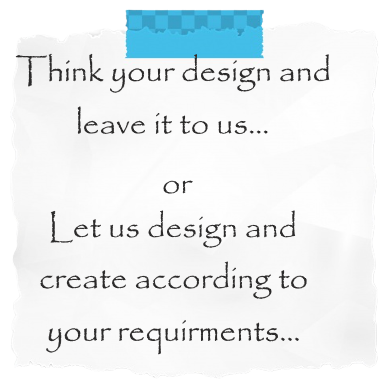 Think your design and
leave it to us...
or
Let us design and
create according to
your requirments...